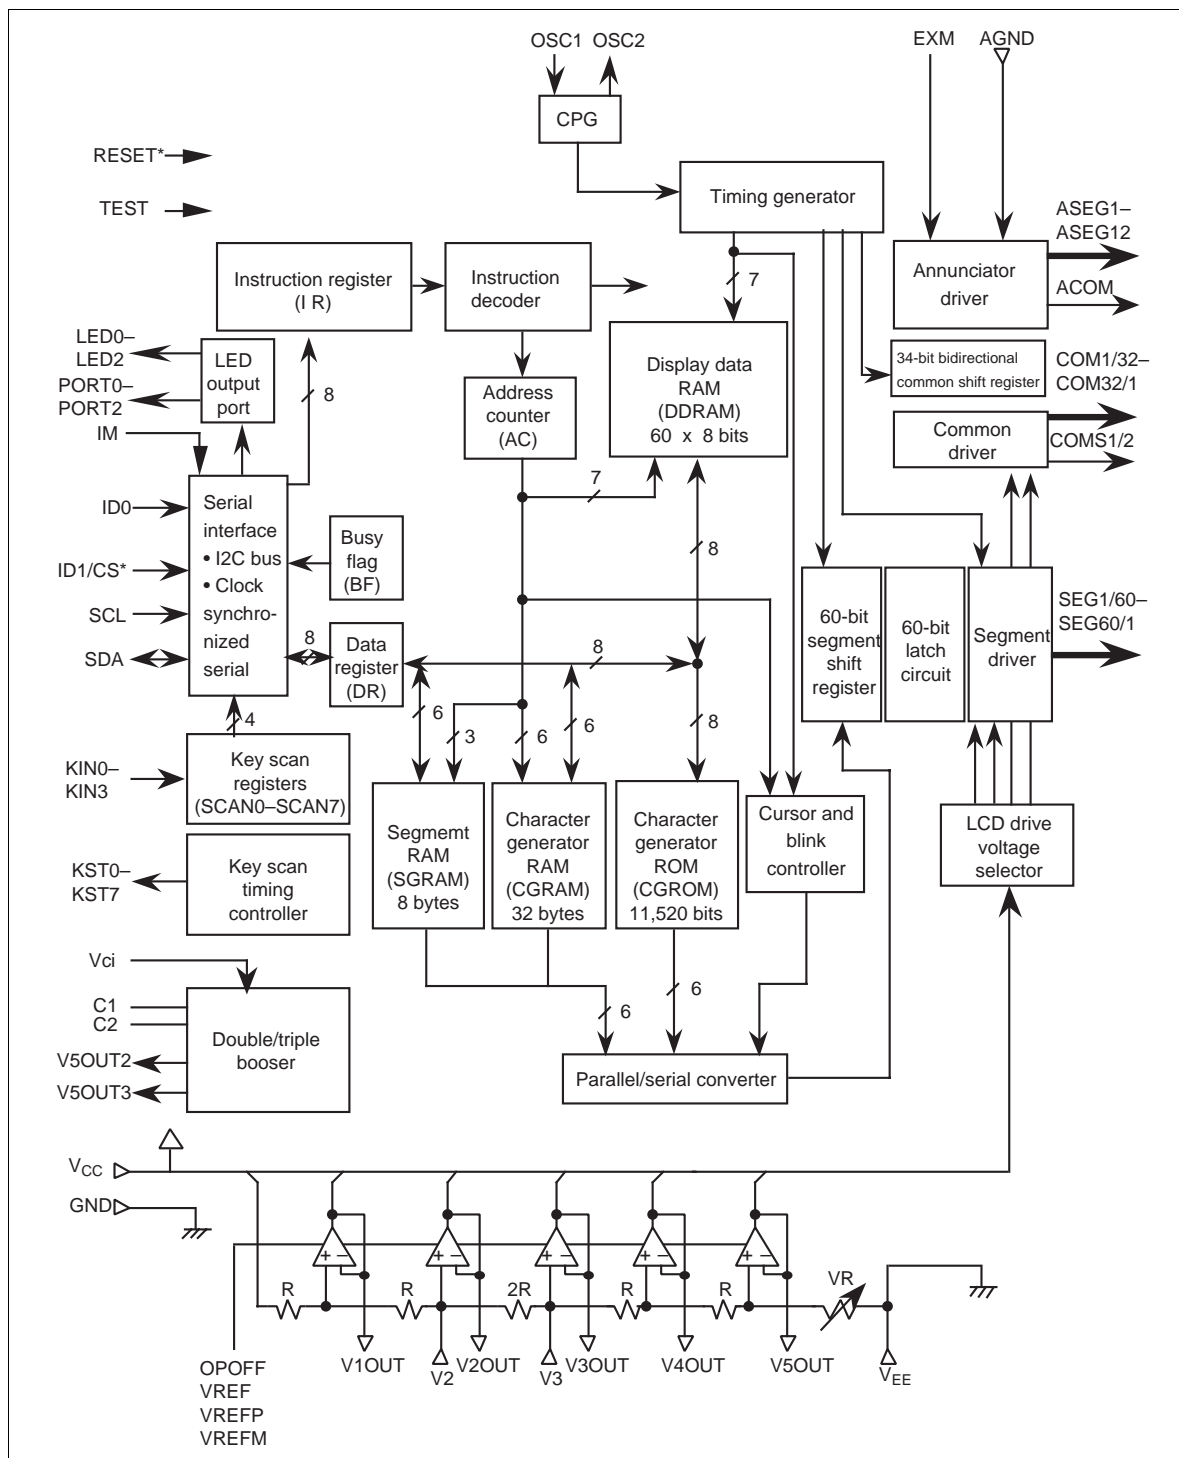 OSC1 OSC2
EXM AGND
CPG
RESET*
TEST
Timing generator
ASEG1–
ASEG12
Instruction register
(I R)
Instruction
decoder
7
Annunciator
driver
ACOM
LED0–
LED2
PORT0–
PORT2
LED
output
port
8
Address
counter
(AC)
Display data
RAM
(DDRAM)
60 x 8 bits
34-bit bidirectional
common shift register
COM1/32–
COM32/1
Common
driver
COMS1/2
IM
ID0
ID1/CS*
SCL
SDA
Serial
interface
• I2C bus
• Clock
synchro-
nized
serial
7
Busy
flag
(BF)
8
8
Data
register
(DR)
8
60-bit
segment
shift
register
60-bit
latch
circuit
Segment
driver
SEG1/60–
SEG60/1
4
6
3
6
6
8
KIN0–
KIN3
Key scan
registers
(SCAN0–SCAN7)
KST0–
KST7
Key scan
timing
controller
Segmemt
RAM
(SGRAM)
8 bytes
Character
generator
RAM
(CGRAM)
32 bytes
Character
generator
ROM
(CGROM)
11,520 bits
Cursor and
blink
controller
LCD drive
voltage
selector
Vci
C1
C2
V5OUT2
V5OUT3
Double/triple
booser
6
6
Parallel/serial converter
VCC
GND
+ – + – + – + – + –
R R 2R R R VR
V1OUT V2 V2OUT V3 V3OUT V4OUT V5OUT VEE
OPOFF
VREF
VREFP
VREFM